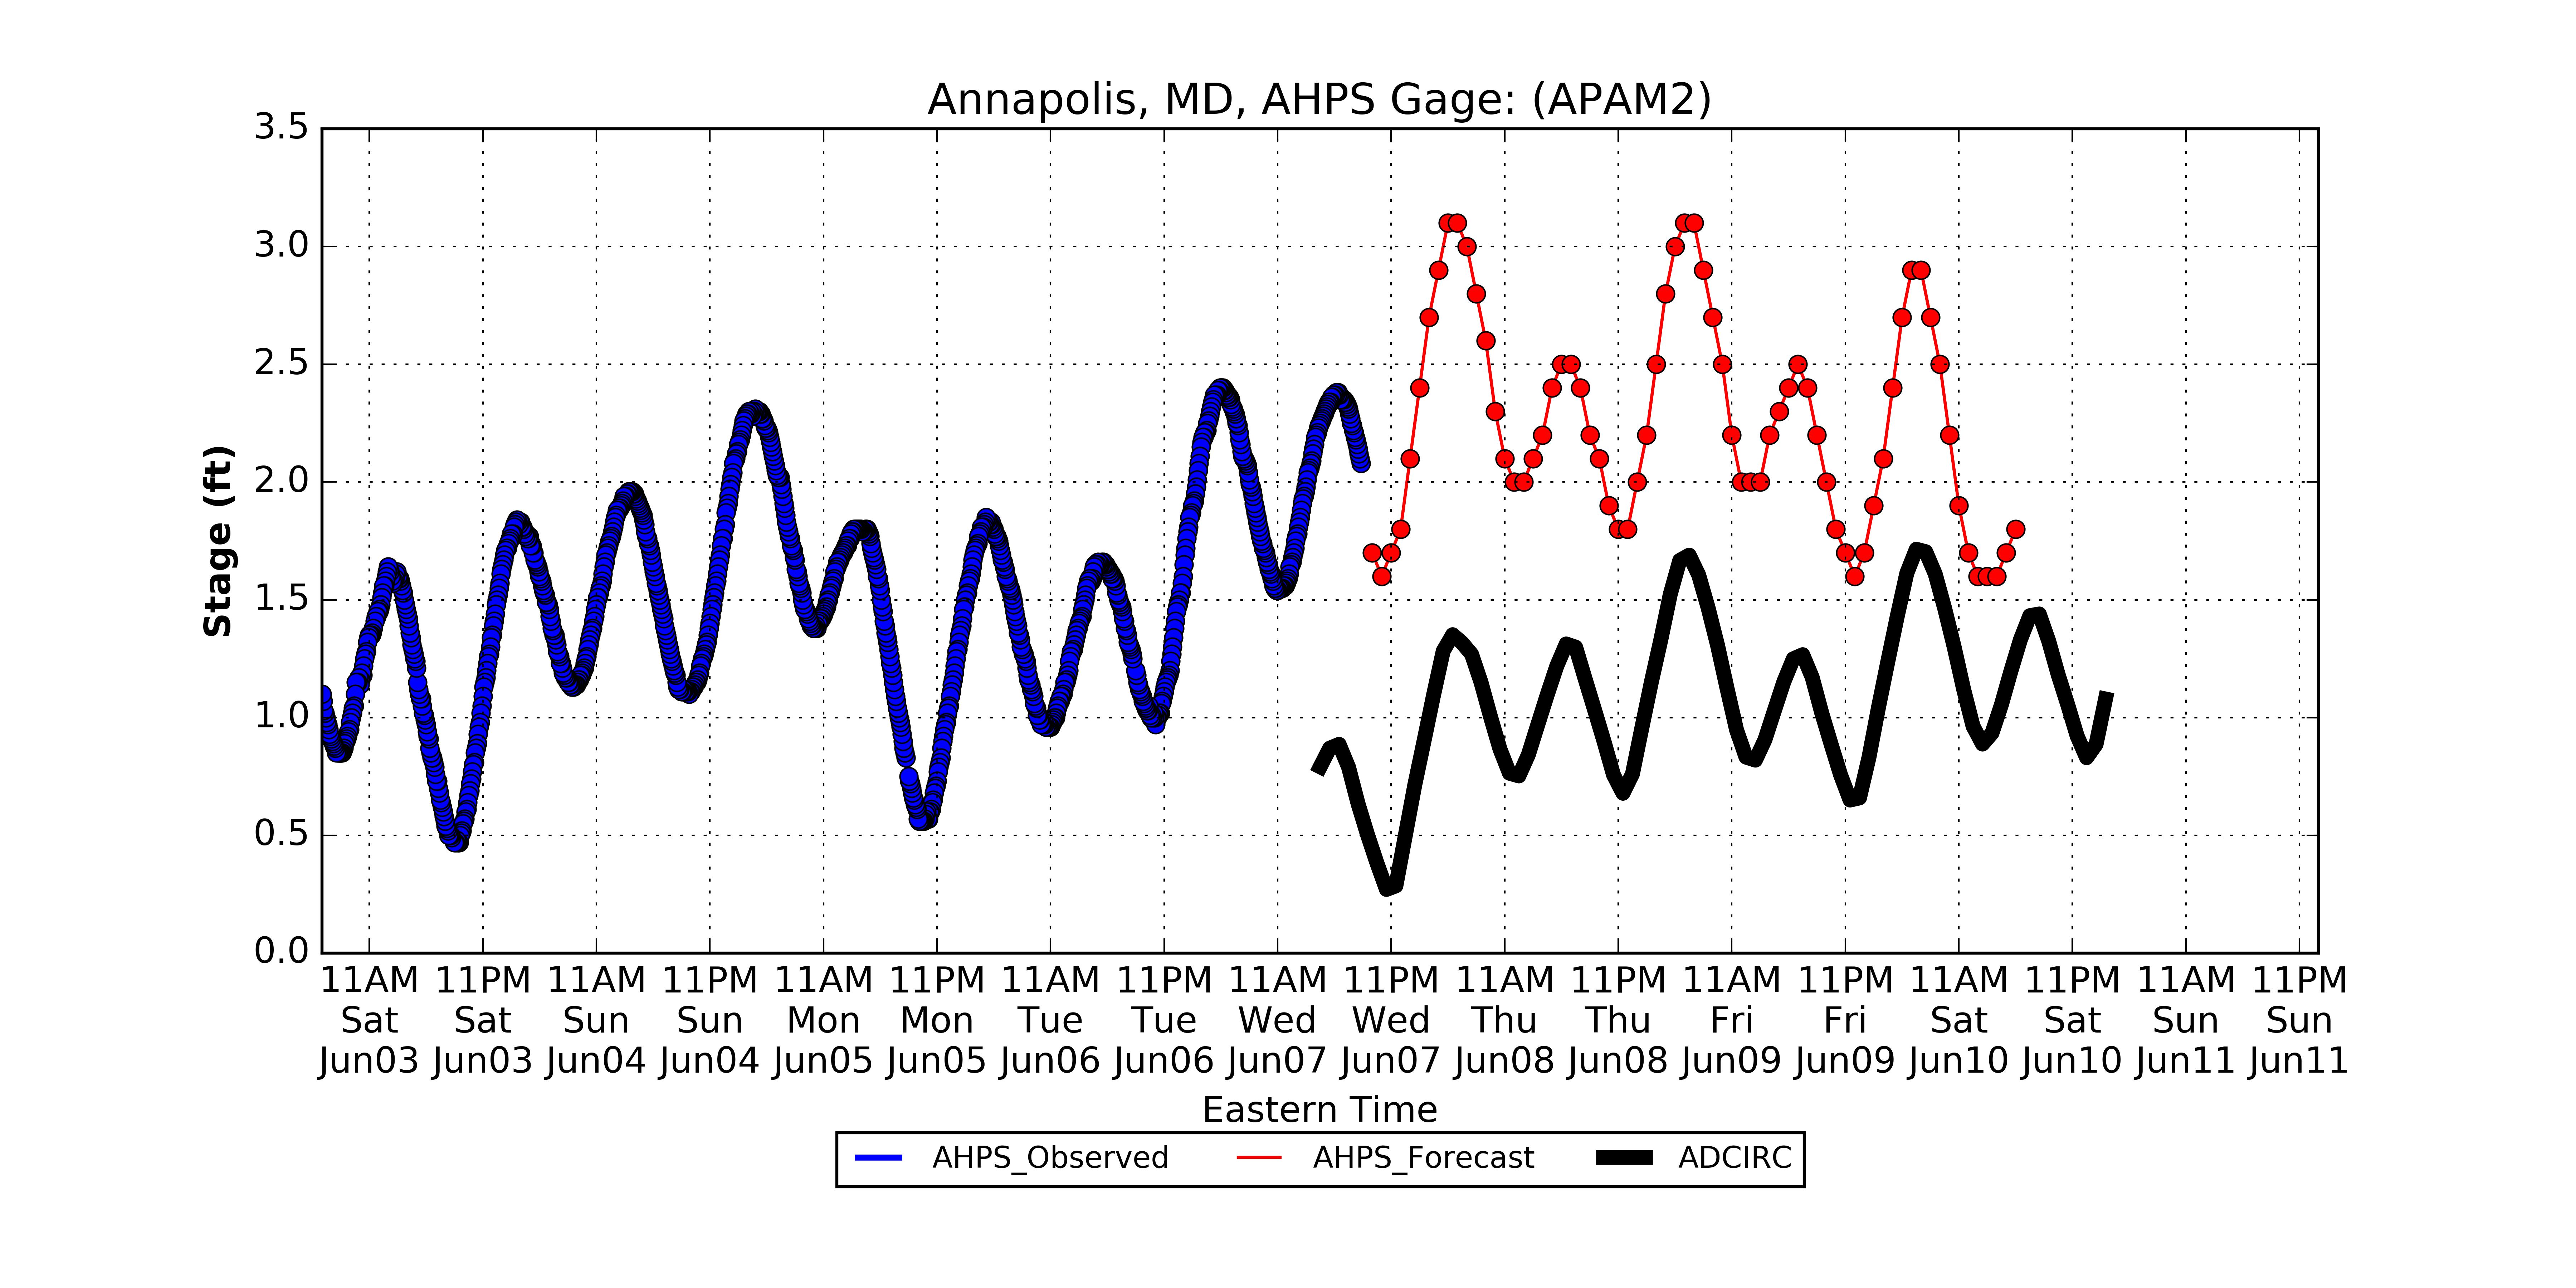 Annapolis, MD, AHPS Gage: (APAM2)
3.5
3.0
2.5
2.0
1.5
1.0
0.5
0.0
Stage (ft)
11AM 11PM 11AM 11PM 11AM 11PM 11AM 11PM 11AM 11PM 11AM 11PM 11AM 11PM 11AM 11PM 11AM 11PM
Sat Sat Sun Sun Mon Mon Tue Tue Wed Wed Thu Thu Fri Fri Sat Sat Sun Sun
Jun03 Jun03 Jun04 Jun04 Jun05 Jun05 Jun06 Jun06 Jun07 Jun07 Jun08 Jun08 Jun09 Jun09 Jun10 Jun10 Jun11 Jun11
Eastern Time
AHPS_Observed AHPS_Forecast ADCIRC